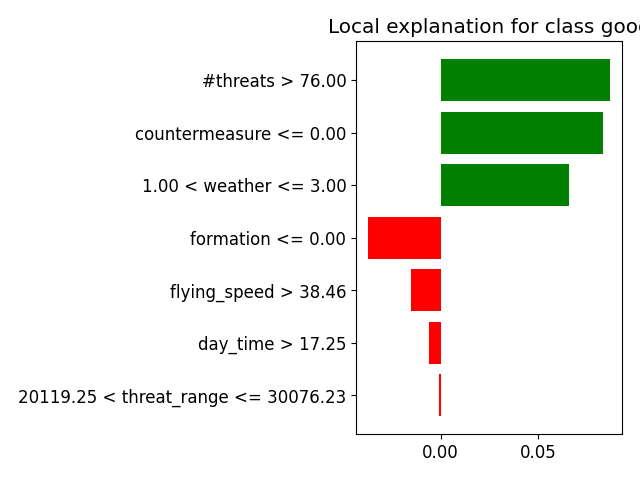 Local explanation for class good
#threats > 76.00
countermeasure <= 0.00
1.00 < weather <= 3.00
formation <= 0.00
flying_speed > 38.46
day_time > 17.25
20119.25 < threat_range <= 30076.23
0.00 0.05